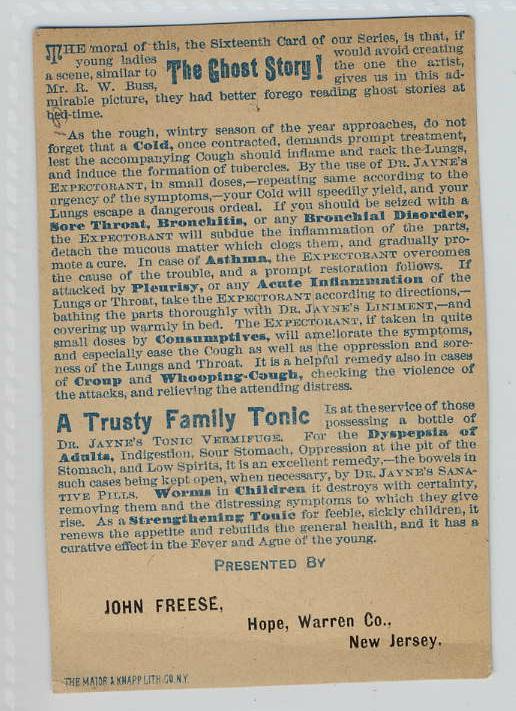 THE moral of this, the Sixteenth Card of our Series, is that, if
young ladies would avoid creating
a scene, similar to The Ghost Story! the one the artist,
Mr. R. W. Buss, gives us in this ad-
mirable picture, they had better forego reading ghost stories at
bed-time.
As the rough, wintry season of the year approaches, do not
forget that a Cold, once contracted, demands prompt treatment,
lest the accompanying Cough should inflame and rack the Lungs,
and induce the formation of tubercles. By the use of DR. JAYNE'S
EXPECTORANT, in small doses,—repeating same according to the
urgency of the symptoms,—your Cold will speedily yield, and your
Lungs escape a dangerous ordeal. If you should be seized with a
Sore Throat, Bronchitis, or any Bronchial Disorder,
the EXPECTORANT will subdue the inflammation of the parts,
detach the mucous matter which clogs them, and gradually pro-
mote a cure. In case of Asthma, the EXPECTORANT overcomes
the cause of the trouble, and a prompt restoration follows. If
attacked by Pleurisy, or any Acute Inflammation of the
Lungs or Throat, take the EXPECTORANT according to directions,—
bathing the parts thoroughly with DR. JAYNE'S LINIMENT,—and
covering up warmly in bed. The EXPECTORANT, if taken in quite
small doses by Consumptives, will ameliorate the symptoms,
and especially ease the Cough as well as the oppression and sore-
ness of the Lungs and Throat. It is a helpful remedy also in cases
of Croup and Whooping-Cough, checking the violence of
the attacks, and relieving the attending distress.
A Trusty Family Tonic Is at the service of those
possessing a bottle of
DR. JAYNE'S TONIC VERMIFUGE. For the Dyspepsia of
Adults, Indigestion, Sour Stomach, Oppression at the pit of the
Stomach, and Low Spirits, it is an excellent remedy,—the bowels in
such cases being kept open, when necessary, by DR. JAYNE'S SANA-
TIVE PILLS. Worms in Children it destroys with certainty,
removing them and the distressing symptoms to which they give
rise. As a Strengthening Tonic for feeble, sickly children, it
renews the appetite and rebuilds the general health, and it has a
curative effect in the Fever and Ague of the young.
PRESENTED BY
JOHN FREESE,
Hope, Warren Co.,
New Jersey.
THE MAJOR & KNAPP LITH. CO. N.Y.